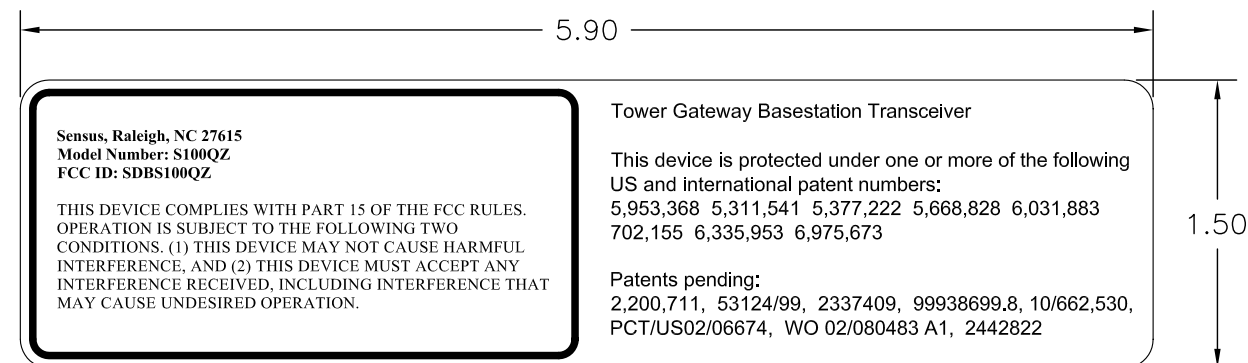 5.90
Sensus, Raleigh, NC 27615
Model Number: S100QZ
FCC ID: SDBS100QZ
THIS DEVICE COMPLIES WITH PART 15 OF THE FCC RULES.
OPERATION IS SUBJECT TO THE FOLLOWING TWO
CONDITIONS. (1) THIS DEVICE MAY NOT CAUSE HARMFUL
INTERFERENCE, AND (2) THIS DEVICE MUST ACCEPT ANY
INTERFERENCE RECEIVED, INCLUDING INTERFERENCE THAT
MAY CAUSE UNDESIRED OPERATION.
Tower Gateway Basestation Transceiver
This device is protected under one or more of the following
US and international patent numbers:
5,953,368 5,311,541 5,377,222 5,668,828 6,031,883
702,155 6,335,953 6,975,673
Patents pending:
2,200,711, 53124/99, 2337409, 99938699.8, 10/662,530,
PCT/US02/06674, WO 02/080483 A1, 2442822
1.50